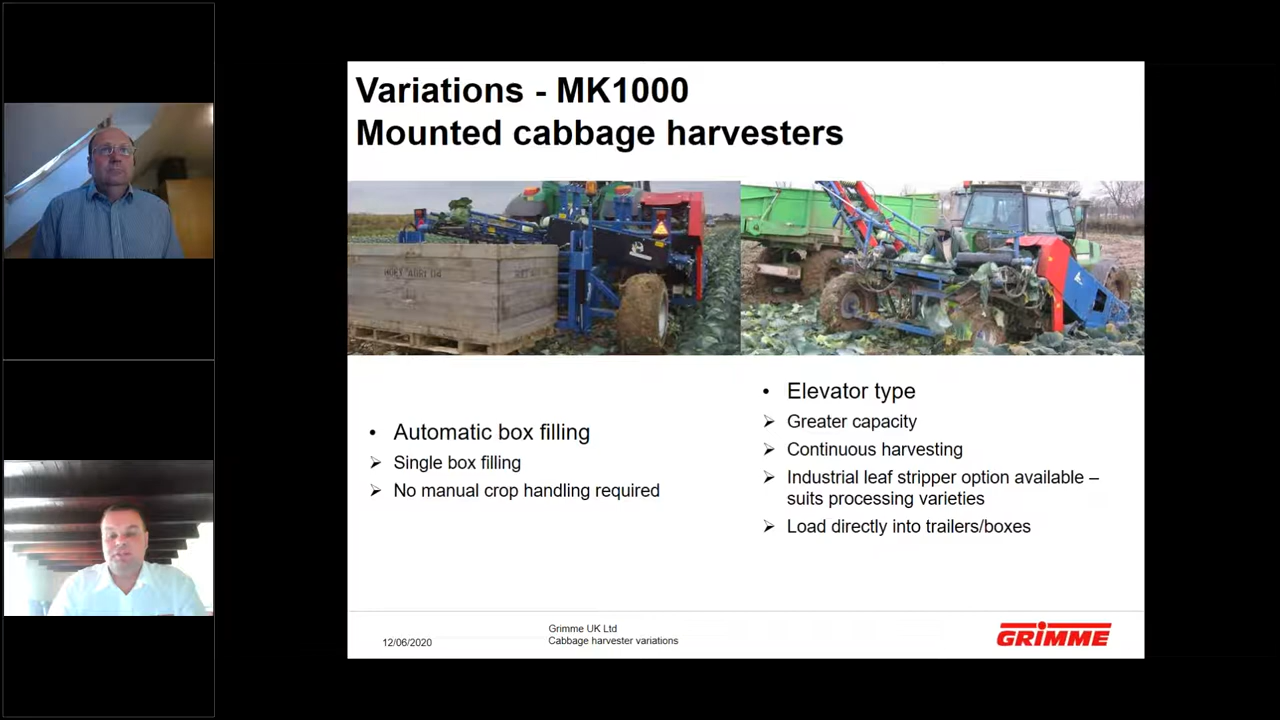 Variations - MK1000
Mounted cabbage harvesters
• Automatic box filling
➢ Single box filling
➢ No manual crop handling required
• Elevator type
➢ Greater capacity
➢ Continuous harvesting
➢ Industrial leaf stripper option available –
suits processing varieties
➢ Load directly into trailers/boxes
12/06/2020
Grimme UK Ltd
Cabbage harvester variations
GRIMME